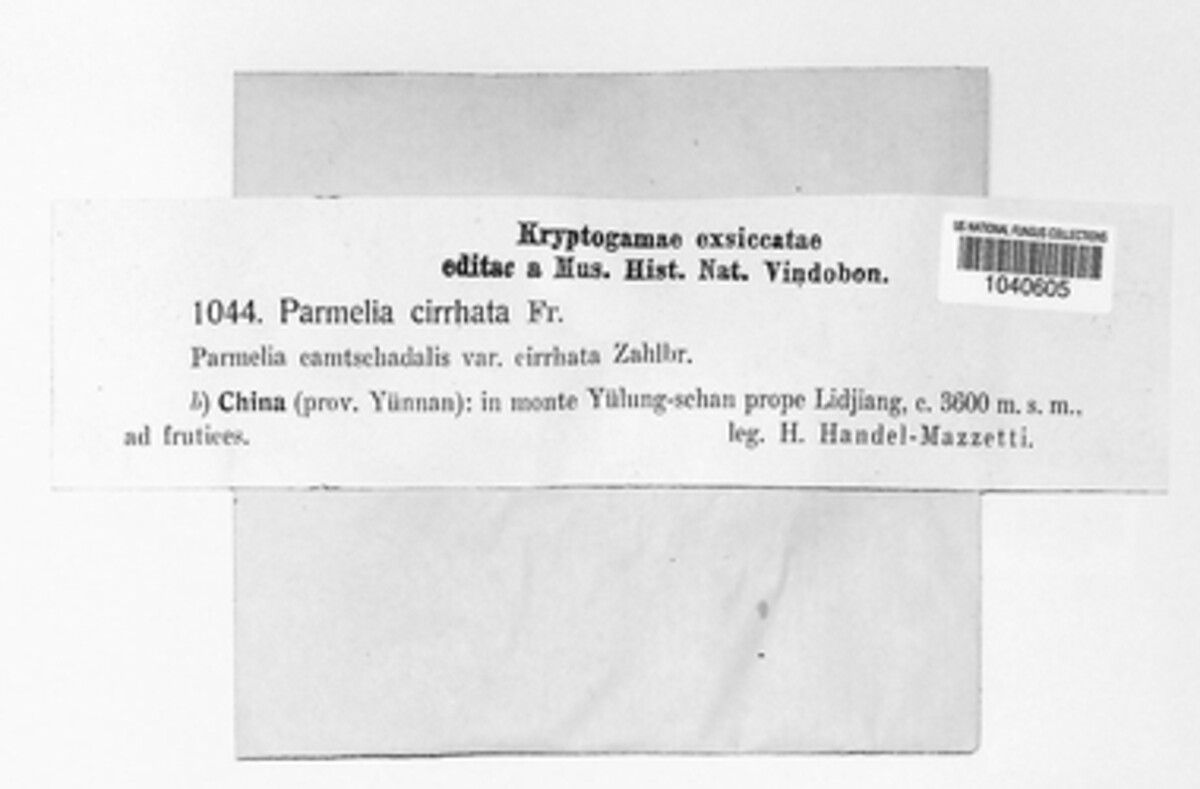 Kryptogamae exsiccatae
editae a Mus. Hist. Nat. Vindobon.
US NATIONAL FUNGUS COLLECTIONS
1040605
1044. Parmelia cirrhata Fr.
Parmelia camtschadalis var. cirrhata Zahlbr.
b) China (prov. Yünnan): in monte Yülung-schan prope Lidjiang, c. 3600 m. s. m.,
ad frutices. leg. H. Handel-Mazzetti.